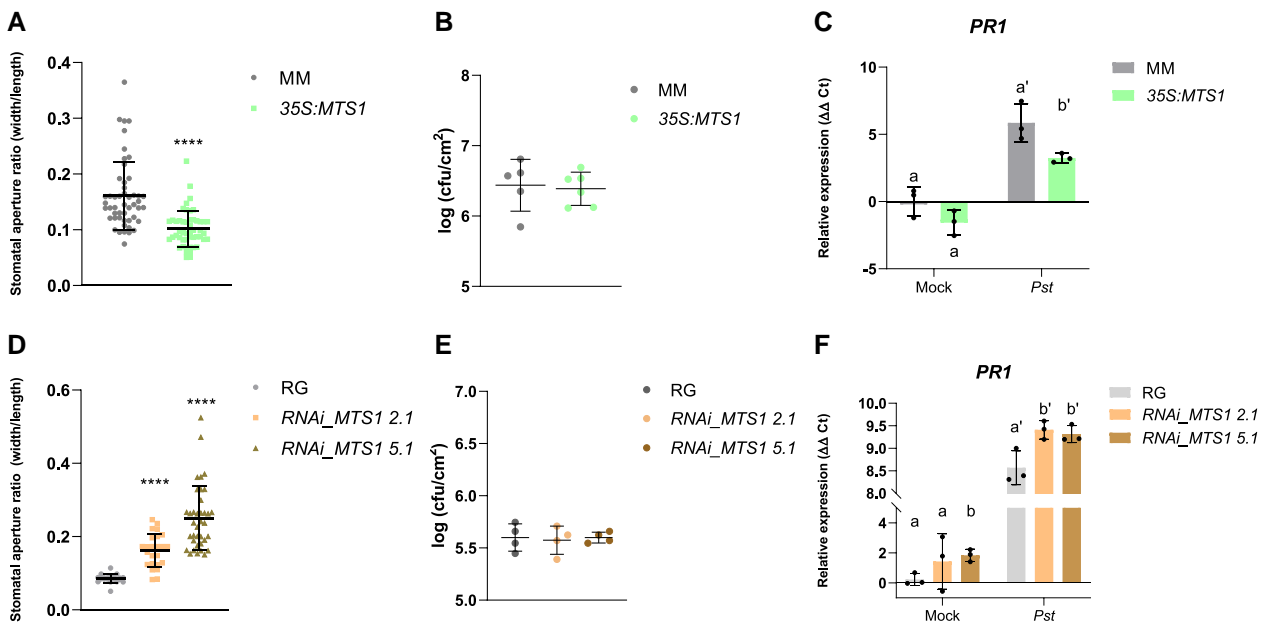 A
Stomatal aperture ratio (width/length)
0.4
0.3
0.2
0.1
0.0
****
MM
35S:MTS1
B
log (cfu/cm2)
8
7
6
5
MM
35S:MTS1
C
PR1
Relative expression (ΔΔ Ct)
10
5
0
-5
a
a
a'
b'
Mock
Pst
MM
35S:MTS1
D
Stomatal aperture ratio (width/length)
0.6
0.4
0.2
0.0
****
****
RG
RNAi_MTS1 2.1
RNAi_MTS1 5.1
E
log (cfu/cm2)
7.0
6.5
6.0
5.5
5.0
RG
RNAi_MTS1 2.1
RNAi_MTS1 5.1
F
PR1
Relative expression (ΔΔ Ct)
10.0
9.5
9.0
8.5
8.0
4
2
0
a
a
b
a'
b'
b'
Mock
Pst
RG
RNAi_MTS1 2.1
RNAi_MTS1 5.1